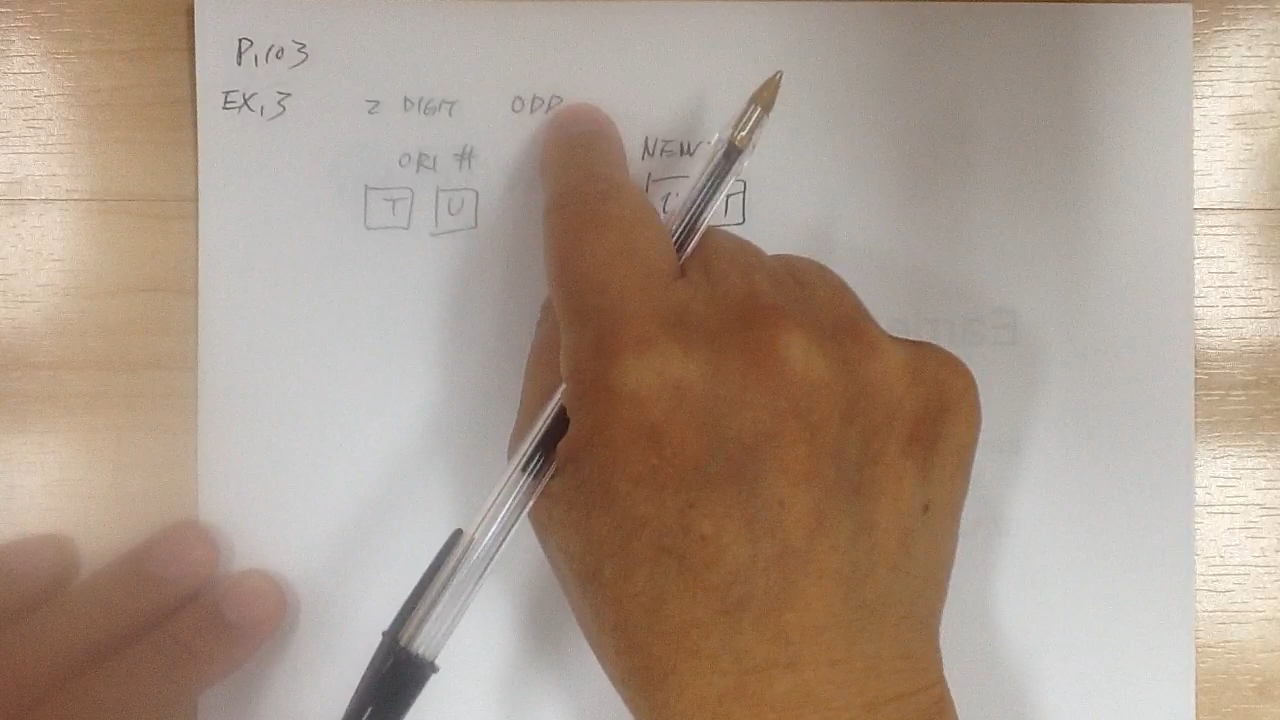 P.103
EX.3 2 DIGIT ODD
ORI # NEW
T U U T